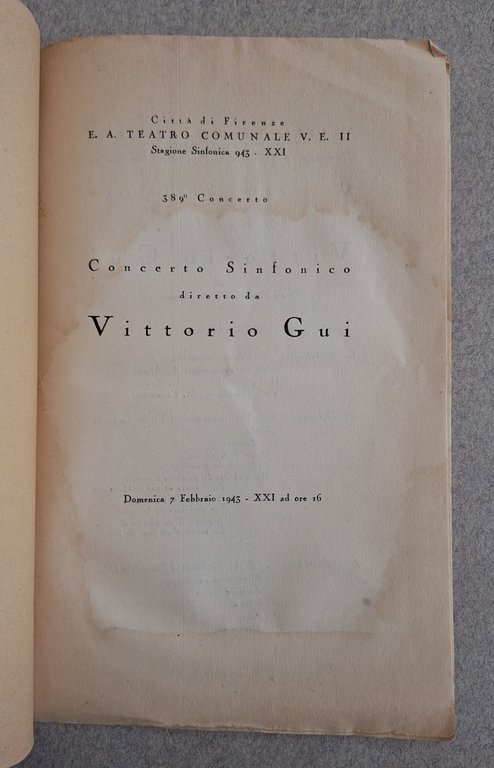 Città di Firenze
E. A. TEATRO COMUNALE V. E. II
Stagione Sinfonica 943 - XXI
389º Concerto
Concerto Sinfonico
diretto da
Vittorio Gui
Domenica 7 Febbraio 1943 - XXI ad ore 16